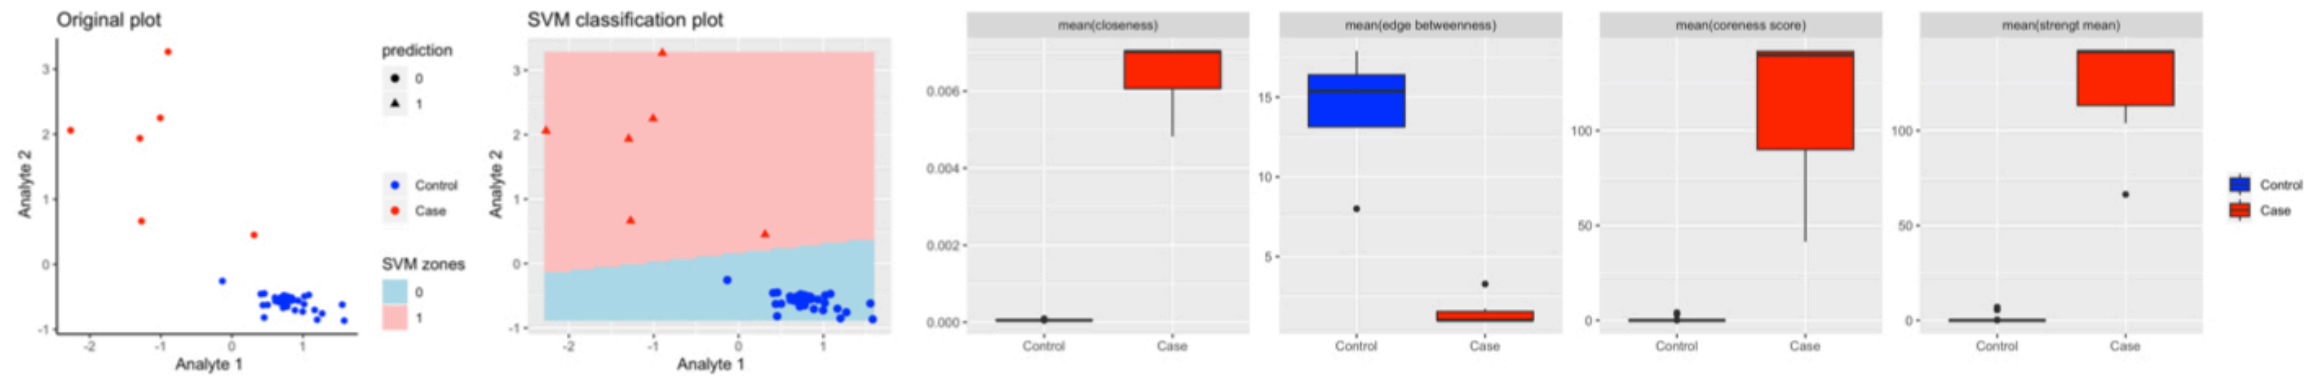 Original plot
3
2
1
0
-1
-2
-1
0
1
Analyte 2
Analyte 1
prediction
0
1
Control
Case
SVM zones
0
1
SVM classification plot
3
2
1
0
-1
-2
-1
0
1
Analyte 2
Analyte 1
mean(closeness)
0.006
0.004
0.002
0.000
Control
Case
mean(edge betweenness)
15
10
5
Control
Case
mean(coreness score)
100
50
0
Control
Case
mean(strengt mean)
100
50
0
Control
Case
Control
Case